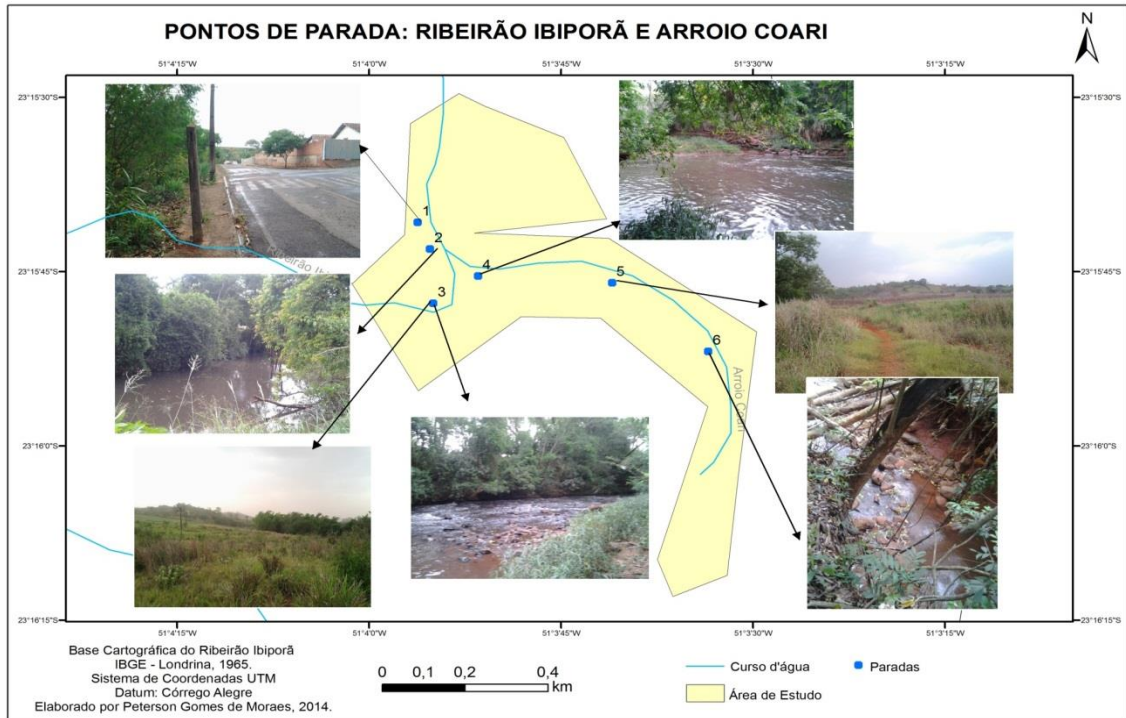 PONTOS DE PARADA: RIBEIRÃO IBIPORÃ E ARROIO COARI
N
51°4'15"W 51°4'0"W 51°3'45"W 51°3'30"W 51°3'15"W
23°15'30"S 23°15'30"S
1
2
3
4
5
6
23°15'45"S 23°15'45"S
Arroio Coari
23°16'0"S 23°16'0"S
23°16'15"S 23°16'15"S
51°4'15"W 51°4'0"W 51°3'45"W 51°3'30"W 51°3'15"W
Base Cartográfica do Ribeirão Ibiporã
IBGE - Londrina, 1965.
Sistema de Coordenadas UTM
Datum: Córrego Alegre
Elaborado por Peterson Gomes de Moraes, 2014.
0 0,1 0,2 0,4
km
Curso d'água
Paradas
Área de Estudo